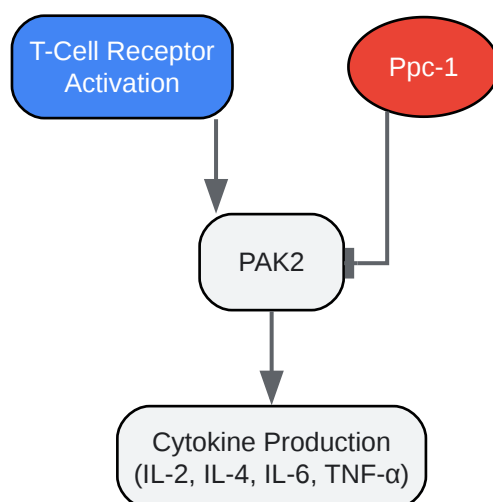 T-Cell Receptor
Activation
Ppc-1
PAK2
Cytokine Production
(IL-2, IL-4, IL-6, TNF-α)